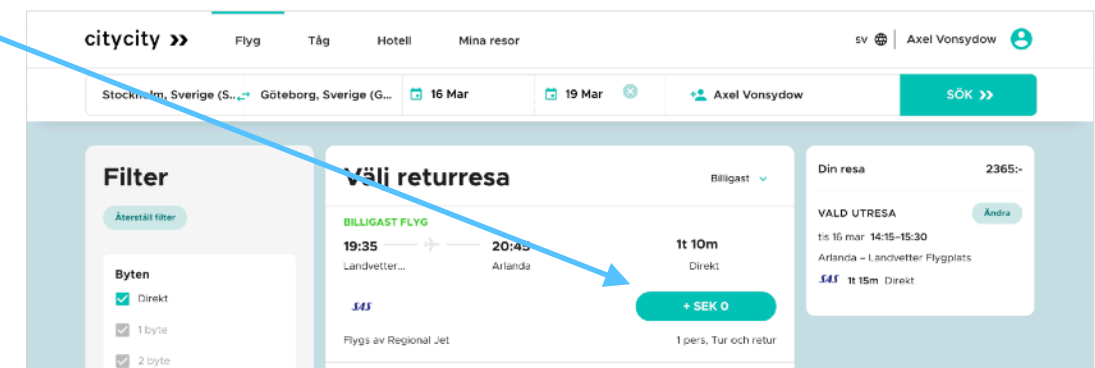 citycity »
Flyg Tåg Hotell Mina resor
sv Axel Vonsydow
Stockholm, Sverige (S... Göteborg, Sverige (G... 16 Mar 19 Mar Axel Vonsydow SÖK »
Filter
Återställ filter
Byten
Direkt
1 byte
2 byte
Välj returresa Billigast
BILLIGAST FLYG
19:35 20:45 1t 10m
Landvetter... Arlanda Direkt
SAS + SEK 0
Flygs av Regional Jet 1 pers, Tur och retur
Din resa 2365:-
VALD UTRESA Ändra
tis 16 mar 14:15–15:30
Arlanda – Landvetter Flygplats
SAS 1t 15m Direkt